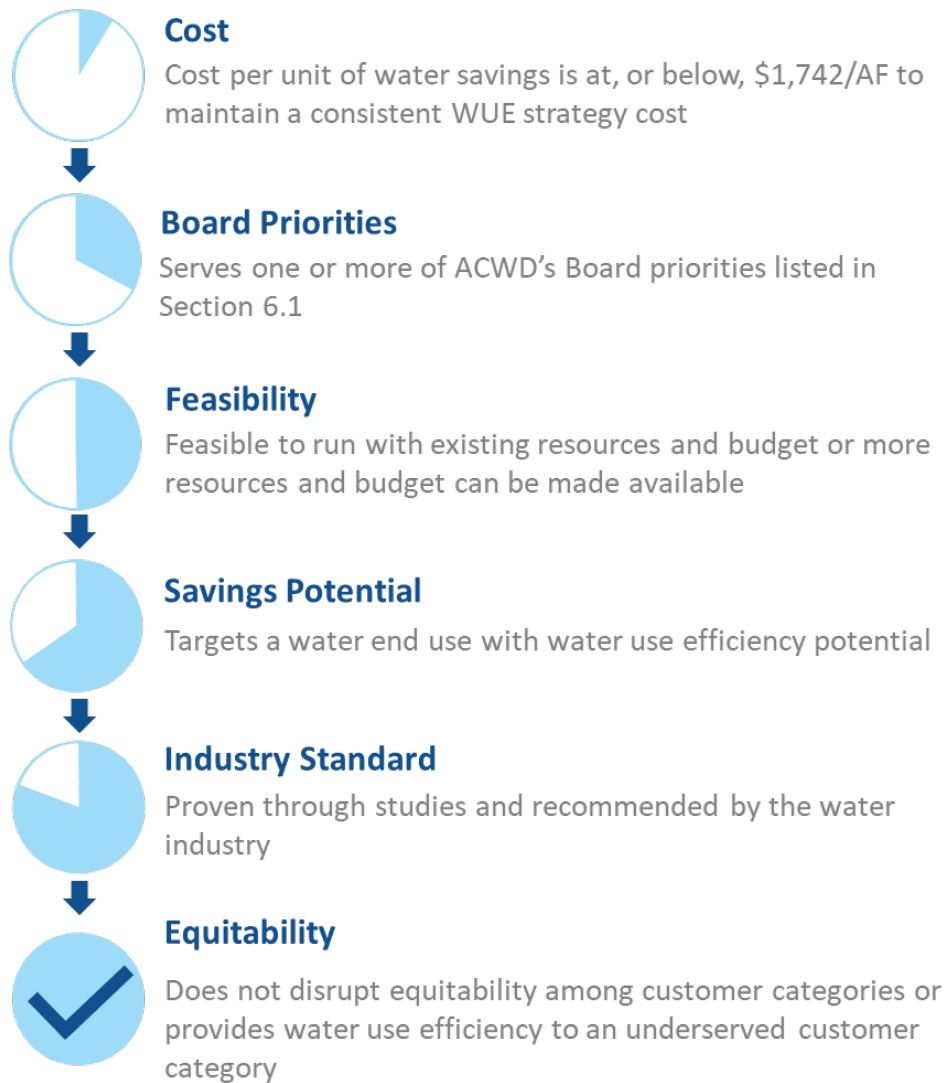 Cost
Cost per unit of water savings is at, or below, $1,742/AF to
maintain a consistent WUE strategy cost
Board Priorities
Serves one or more of ACWD’s Board priorities listed in
Section 6.1
Feasibility
Feasible to run with existing resources and budget or more
resources and budget can be made available
Savings Potential
Targets a water end use with water use efficiency potential
Industry Standard
Proven through studies and recommended by the water
industry
Equitability
Does not disrupt equitability among customer categories or
provides water use efficiency to an underserved customer
category